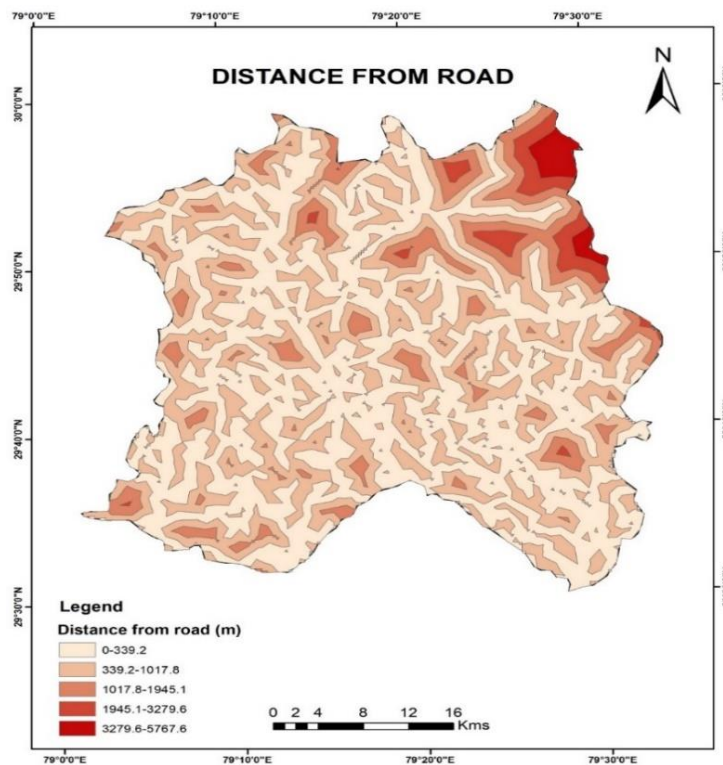 79°0'0"E 79°10'0"E 79°20'0"E 79°30'0"E
DISTANCE FROM ROAD
N
30°0'0"N
29°50'0"N
29°40'0"N
29°30'0"N
Legend
Distance from road (m)
0-339.2
339.2-1017.8
1017.8-1945.1
1945.1-3279.6
3279.6-5767.6
0 2 4 8 12 16
Kms
79°0'0"E 79°10'0"E 79°20'0"E 79°30'0"E